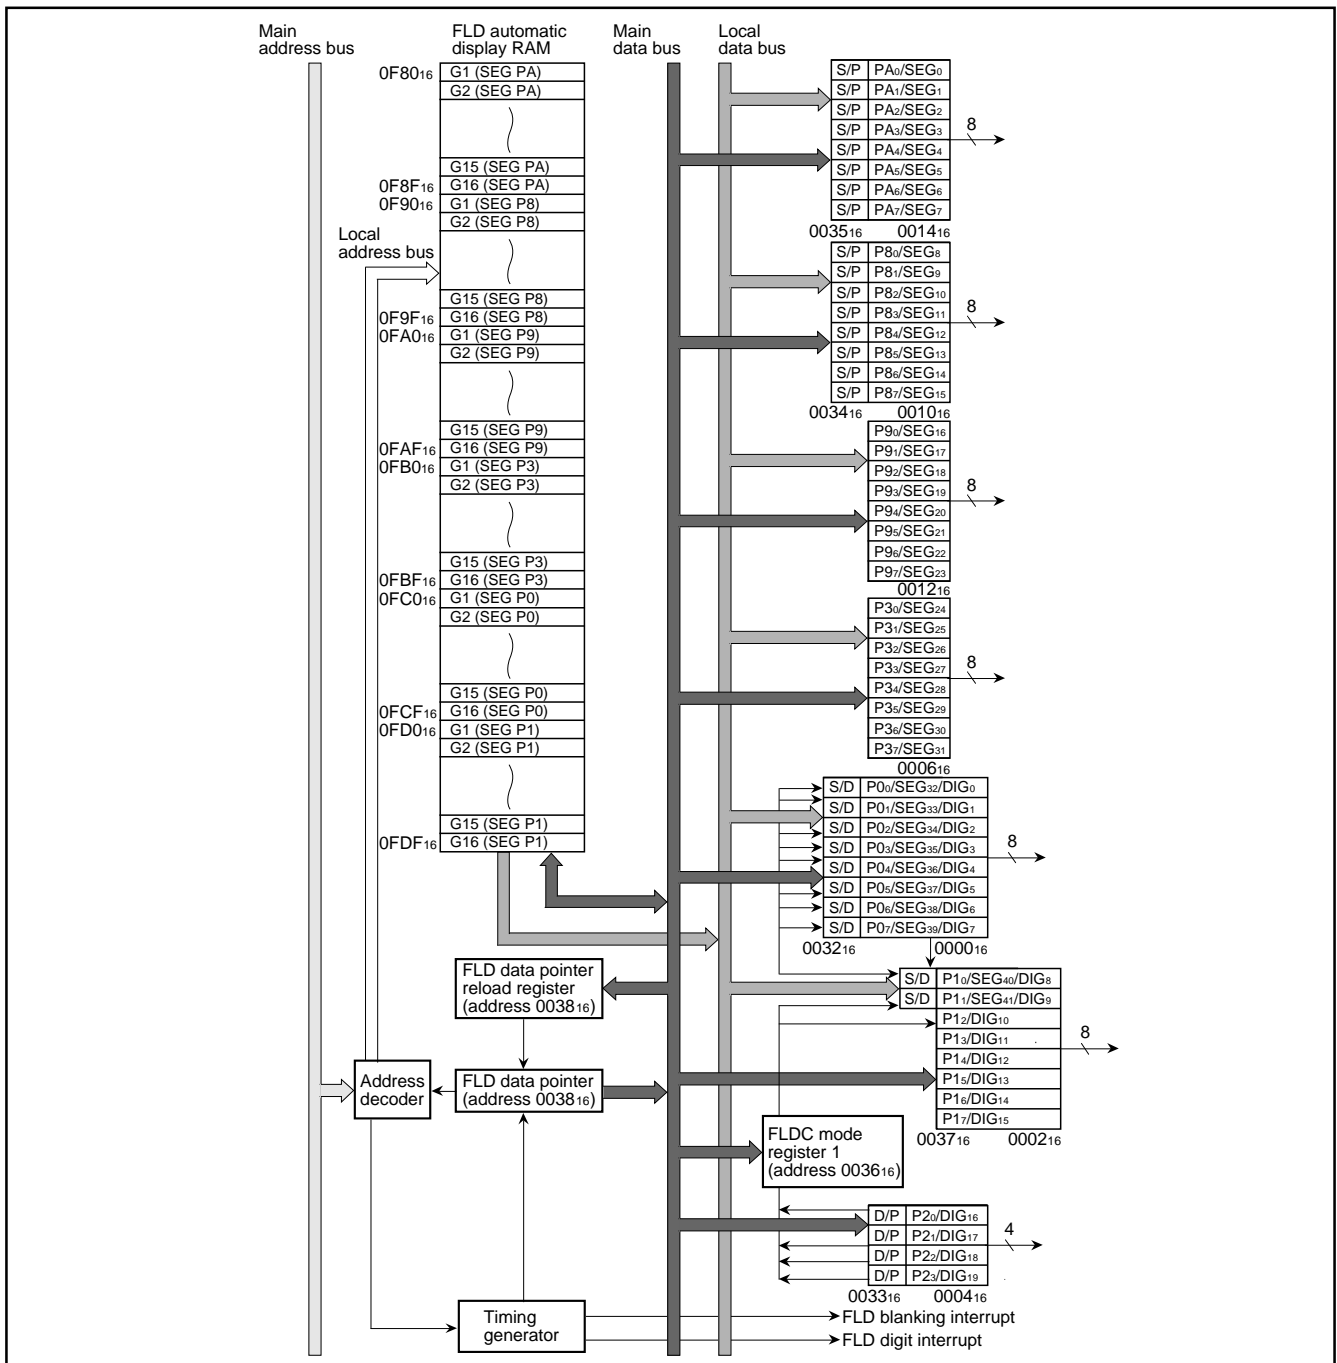 Main
address bus
FLD automatic
display RAM
Main
data bus
Local
data bus
0F8016
G1 (SEG PA)
G2 (SEG PA)
G15 (SEG PA)
0F8F16
G16 (SEG PA)
0F9016
G1 (SEG P8)
G2 (SEG P8)
Local
address bus
G15 (SEG P8)
0F9F16
G16 (SEG P8)
0FA016
G1 (SEG P9)
G2 (SEG P9)
G15 (SEG P9)
0FAF16
G16 (SEG P9)
0FB016
G1 (SEG P3)
G2 (SEG P3)
G15 (SEG P3)
0FBF16
G16 (SEG P3)
0FC016
G1 (SEG P0)
G2 (SEG P0)
G15 (SEG P0)
0FCF16
G16 (SEG P0)
0FD016
G1 (SEG P1)
G2 (SEG P1)
G15 (SEG P1)
0FDF16
G16 (SEG P1)
S/P PA0/SEG0
S/P PA1/SEG1
S/P PA2/SEG2
S/P PA3/SEG3
S/P PA4/SEG4
S/P PA5/SEG5
S/P PA6/SEG6
S/P PA7/SEG7
8
003516 001416
S/P P80/SEG8
S/P P81/SEG9
S/P P82/SEG10
S/P P83/SEG11
S/P P84/SEG12
S/P P85/SEG13
S/P P86/SEG14
S/P P87/SEG15
8
003416 001016
P90/SEG16
P91/SEG17
P92/SEG18
P93/SEG19
P94/SEG20
P95/SEG21
P96/SEG22
P97/SEG23
8
001216
P30/SEG24
P31/SEG25
P32/SEG26
P33/SEG27
P34/SEG28
P35/SEG29
P36/SEG30
P37/SEG31
8
000616
S/D P00/SEG32/DIG0
S/D P01/SEG33/DIG1
S/D P02/SEG34/DIG2
S/D P03/SEG35/DIG3
S/D P04/SEG36/DIG4
S/D P05/SEG37/DIG5
S/D P06/SEG38/DIG6
S/D P07/SEG39/DIG7
8
003216 000016
S/D P10/SEG40/DIG8
S/D P11/SEG41/DIG9
P12/DIG10
P13/DIG11
P14/DIG12
P15/DIG13
P16/DIG14
P17/DIG15
8
003716 000216
FLD data pointer
reload register
(address 003816)
Address
decoder
FLD data pointer
(address 003816)
FLDC mode
register 1
(address 003616)
D/P P20/DIG16
D/P P21/DIG17
D/P P22/DIG18
D/P P23/DIG19
4
003316 000416
Timing
generator
FLD blanking interrupt
FLD digit interrupt